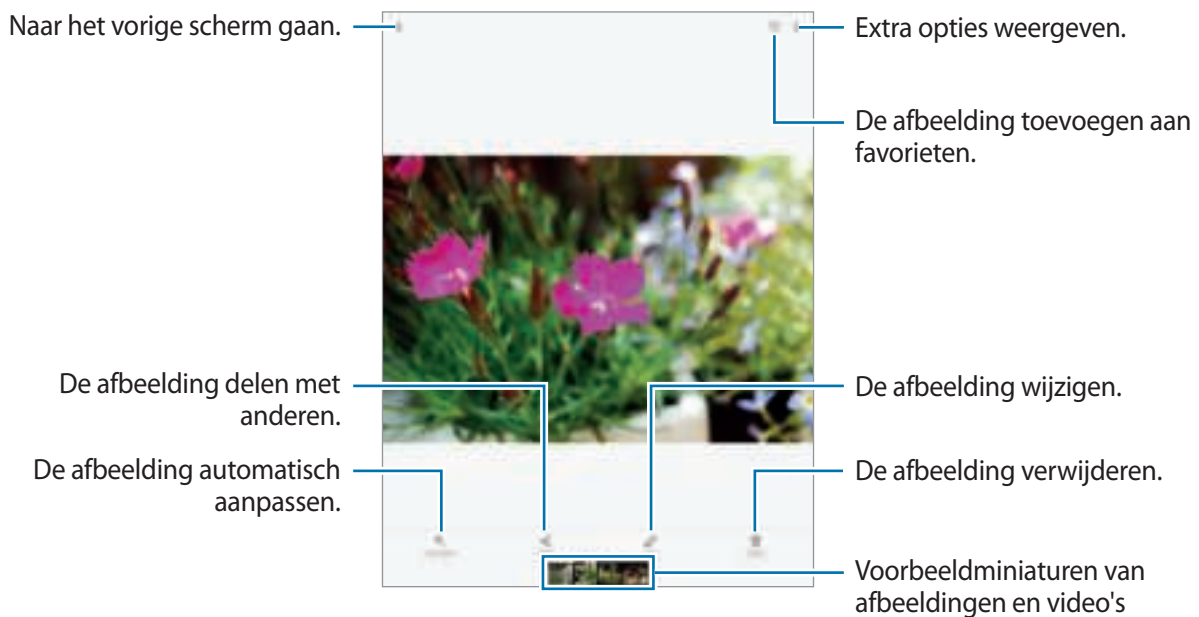 Naar het vorige scherm gaan.
Extra opties weergeven.
De afbeelding toevoegen aan
favorieten.
De afbeelding delen met
anderen.
De afbeelding wijzigen.
De afbeelding automatisch
aanpassen.
De afbeelding verwijderen.
Voorbeeldminiaturen van
afbeeldingen en video's